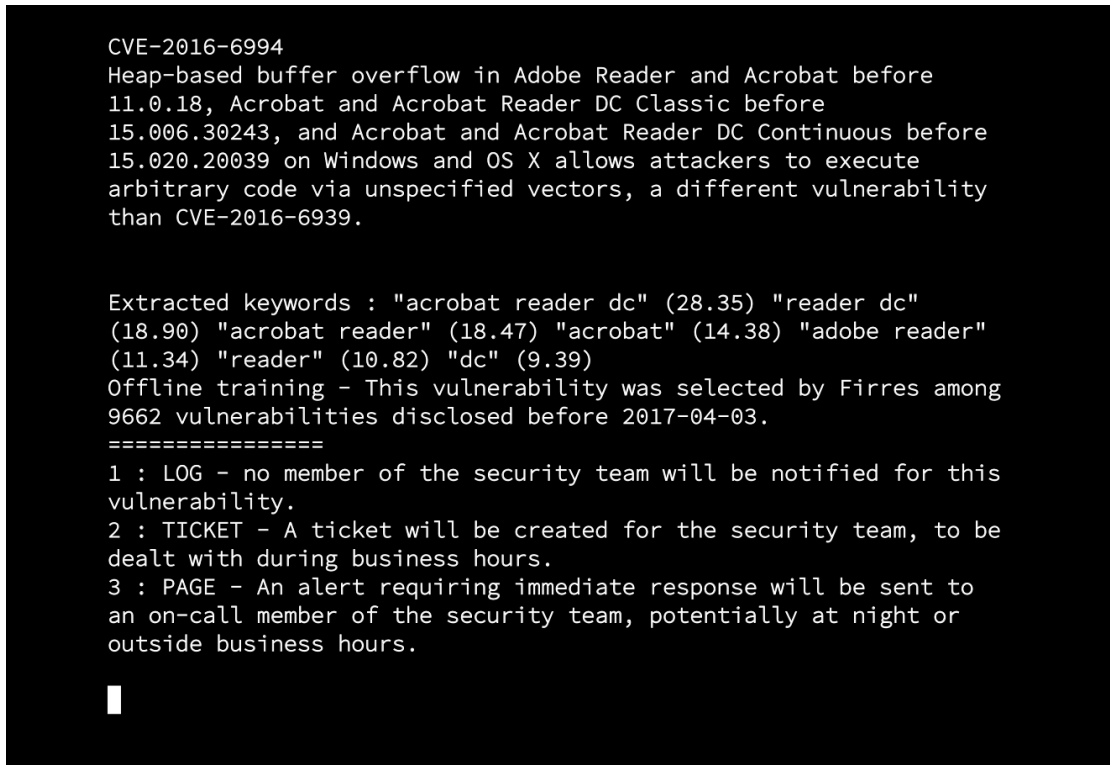 CVE-2016-6994
Heap-based buffer overflow in Adobe Reader and Acrobat before
11.0.18, Acrobat and Acrobat Reader DC Classic before
15.006.30243, and Acrobat and Acrobat Reader DC Continuous before
15.020.20039 on Windows and OS X allows attackers to execute
arbitrary code via unspecified vectors, a different vulnerability
than CVE-2016-6939.
Extracted keywords : "acrobat reader dc" (28.35) "reader dc"
(18.90) "acrobat reader" (18.47) "acrobat" (14.38) "adobe reader"
(11.34) "reader" (10.82) "dc" (9.39)
Offline training - This vulnerability was selected by Firres among
9662 vulnerabilities disclosed before 2017-04-03.
================
1 : LOG - no member of the security team will be notified for this
vulnerability.
2 : TICKET - A ticket will be created for the security team, to be
dealt with during business hours.
3 : PAGE - An alert requiring immediate response will be sent to
an on-call member of the security team, potentially at night or
outside business hours.